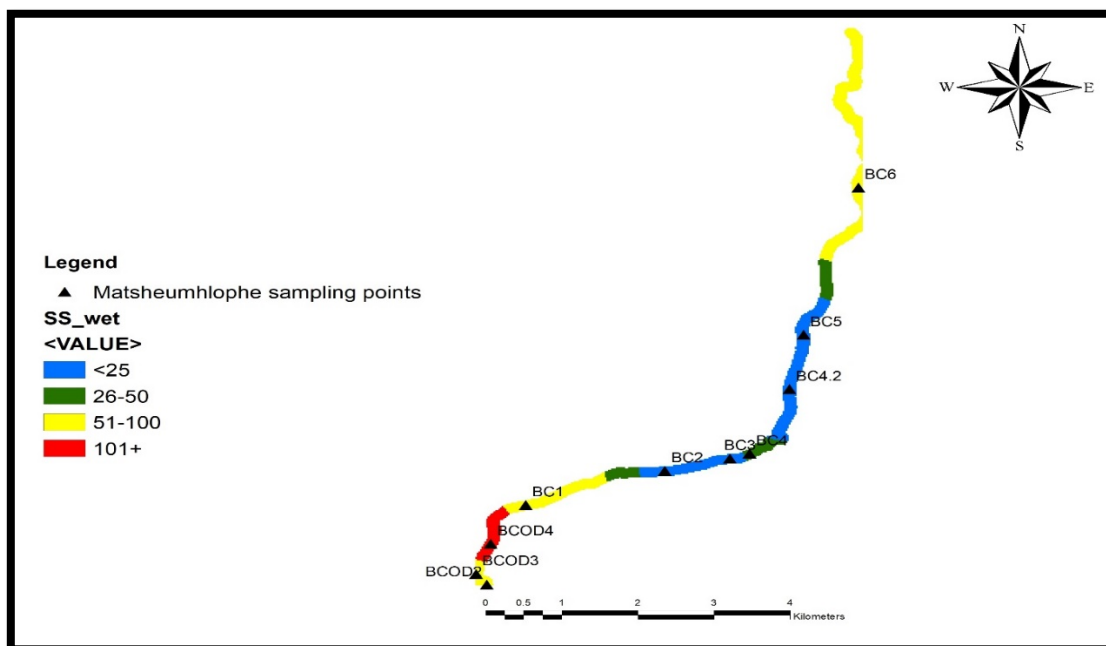 N
W E
S
BC6
Legend
Matsheumhlophe sampling points
SS_wet
<VALUE>
<25
26-50
51-100
101+
BC5
BC4.2
BC3 BC4
BC2
BC1
BCOD4
BCOD3
BCOD2
0 0.5 1 2 3 4
Kilometers